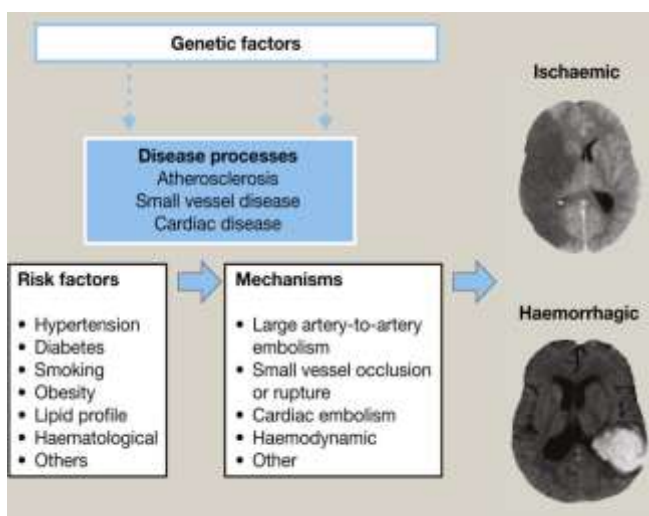 Genetic factors
Ischaemic
Disease processes
Atherosclerosis
Small vessel disease
Cardiac disease
Risk factors
• Hypertension
• Diabetes
• Smoking
• Obesity
• Lipid profile
• Haematological
• Others
Mechanisms
• Large artery-to-artery
embolism
• Small vessel occlusion
or rupture
• Cardiac embolism
• Haemodynamic
• Other
Haemorrhagic